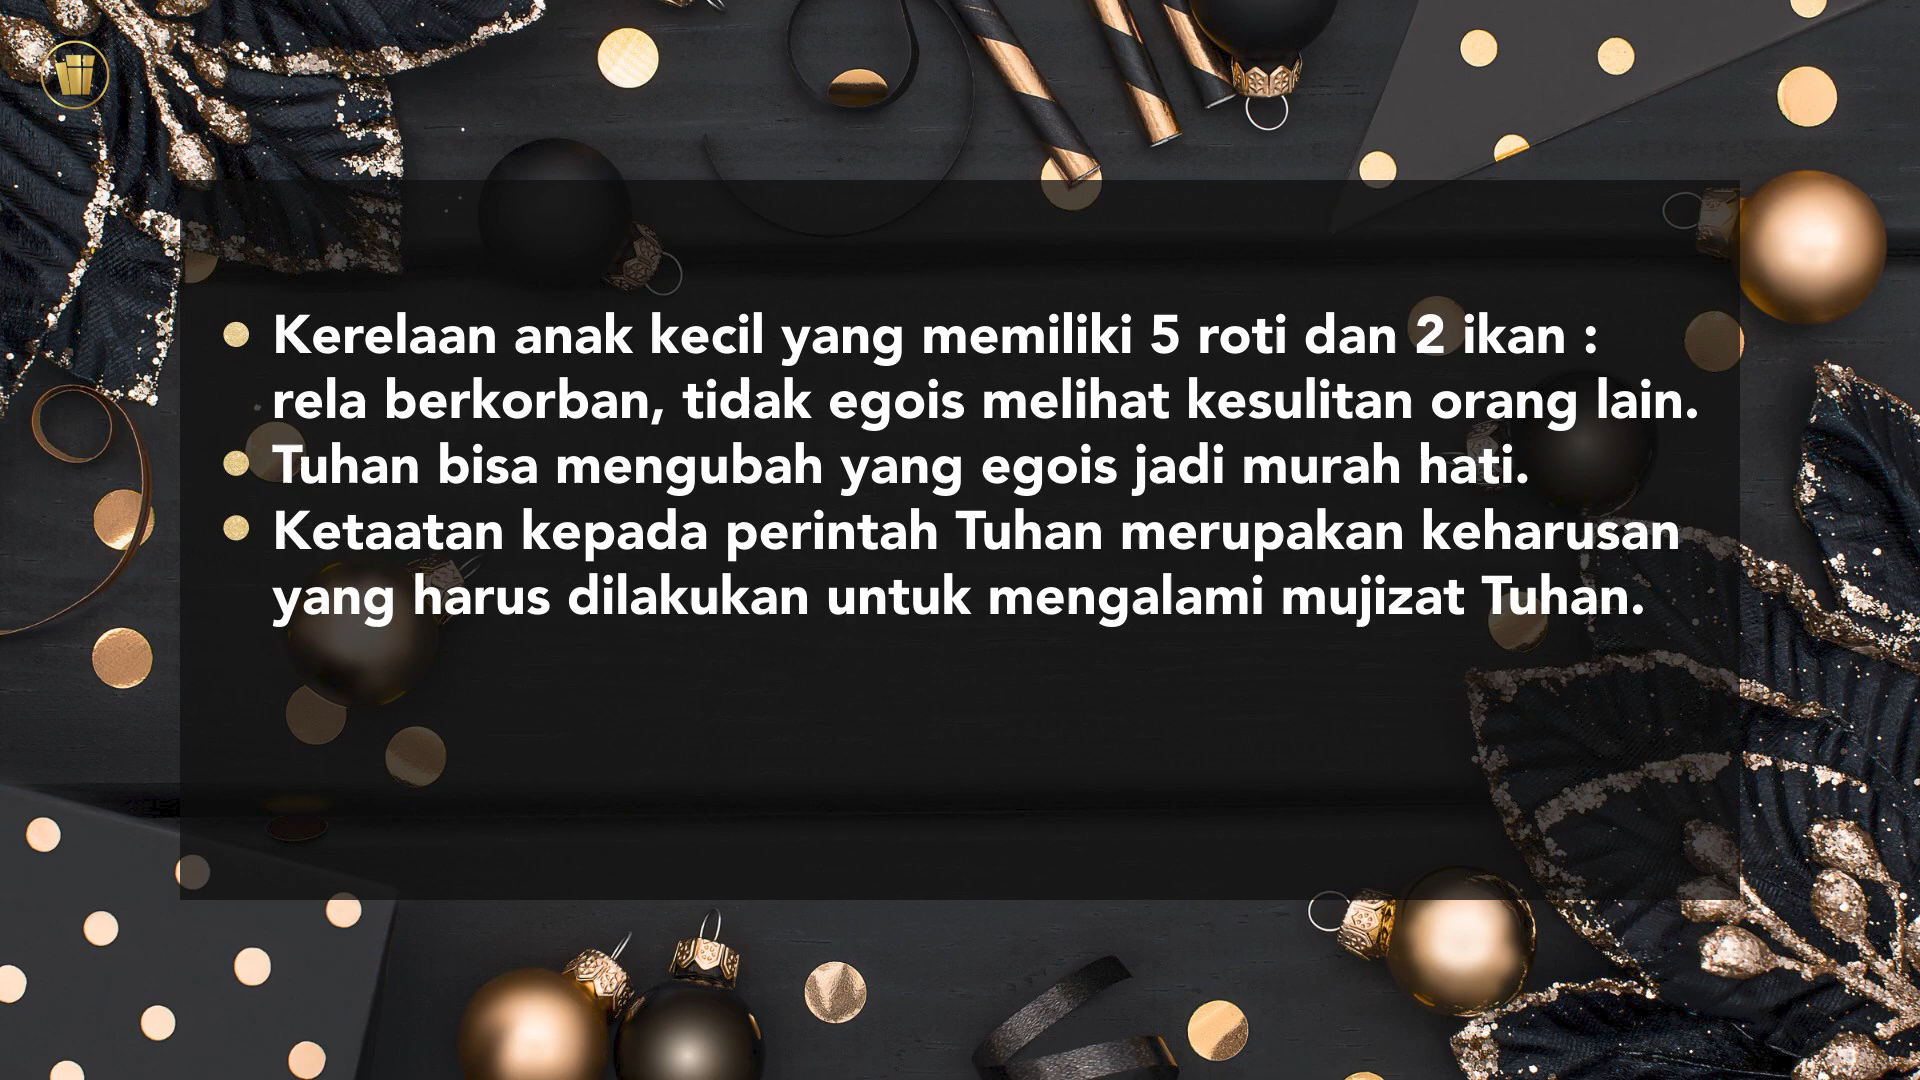 Kerelaan anak kecil yang memiliki 5 roti dan 2 ikan :
rela berkorban, tidak egois melihat kesulitan orang lain.
Tuhan bisa mengubah yang egois jadi murah hati.
Ketaatan kepada perintah Tuhan merupakan keharusan
yang harus dilakukan untuk mengalami mujizat Tuhan.